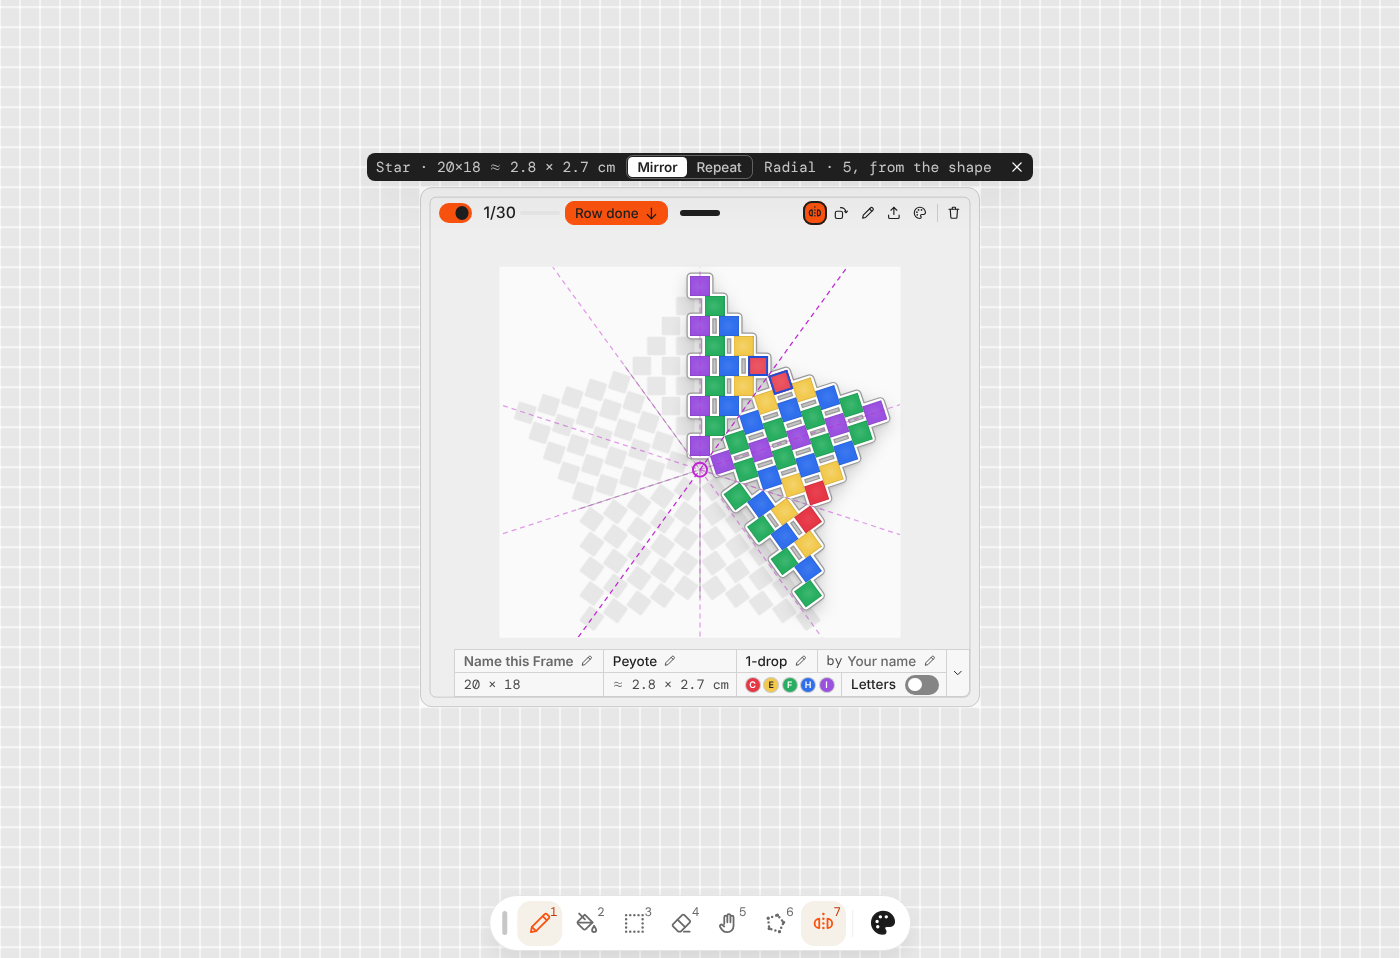 Star · 20×18 ≈ 2.8 × 2.7 cm Mirror Repeat Radial · 5, from the shape
1/30 Row done ↓
Name this Frame Peyote 1-drop by Your name
20 × 18 ≈ 2.8 × 2.7 cm C E F H I Letters
1 2 3 4 5 6 7